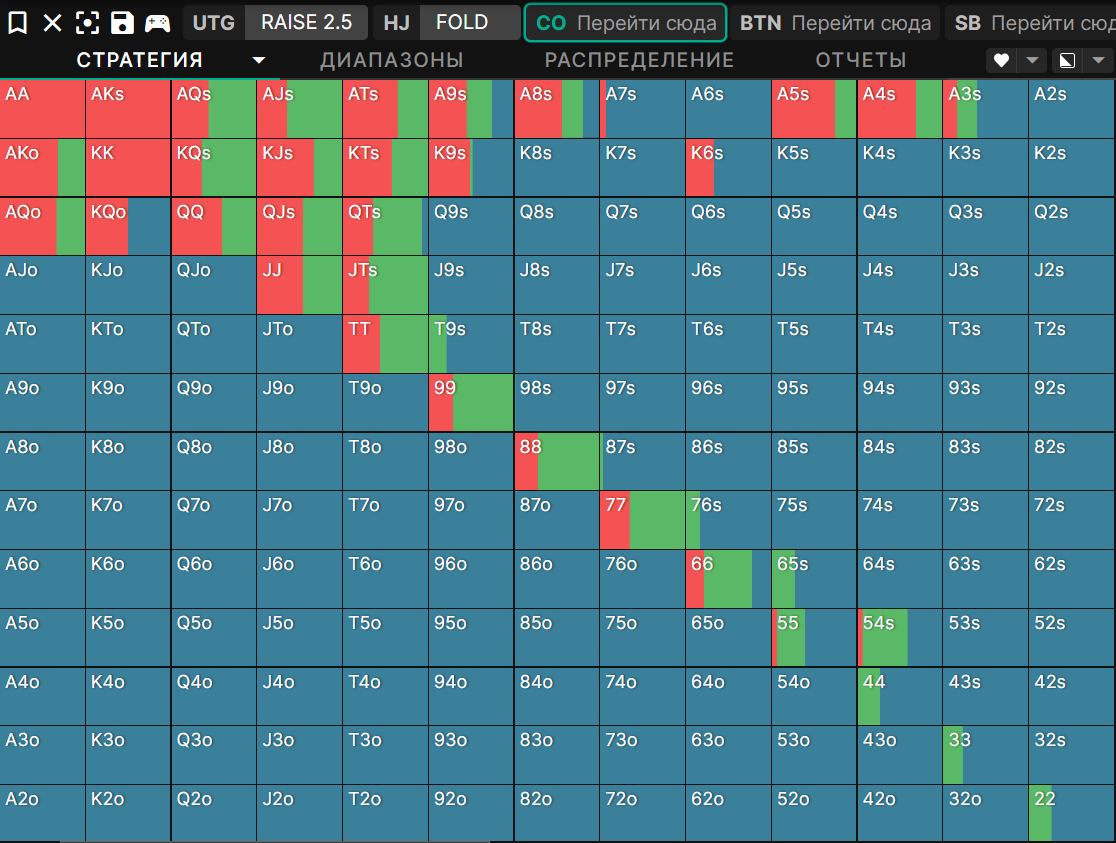 UTG RAISE 2.5 HJ FOLD CO Перейти сюда BTN Перейти сюда SB Перейти сюд
СТРАТЕГИЯ ДИАПАЗОНЫ РАСПРЕДЕЛЕНИЕ ОТЧЕТЫ
AA AKs AQs AJs ATs A9s A8s A7s A6s A5s A4s A3s A2s
AKo KK KQs KJs KTs K9s K8s K7s K6s K5s K4s K3s K2s
AQo KQo QQ QJs QTs Q9s Q8s Q7s Q6s Q5s Q4s Q3s Q2s
AJo KJo QJo JJ JTs J9s J8s J7s J6s J5s J4s J3s J2s
ATo KTo QTo JTo TT T9s T8s T7s T6s T5s T4s T3s T2s
A9o K9o Q9o J9o T9o 99 98s 97s 96s 95s 94s 93s 92s
A8o K8o Q8o J8o T8o 98o 88 87s 86s 85s 84s 83s 82s
A7o K7o Q7o J7o T7o 97o 87o 77 76s 75s 74s 73s 72s
A6o K6o Q6o J6o T6o 96o 86o 76o 66 65s 64s 63s 62s
A5o K5o Q5o J5o T5o 95o 85o 75o 65o 55 54s 53s 52s
A4o K4o Q4o J4o T4o 94o 84o 74o 64o 54o 44 43s 42s
A3o K3o Q3o J3o T3o 93o 83o 73o 63o 53o 43o 33 32s
A2o K2o Q2o J2o T2o 92o 82o 72o 62o 52o 42o 32o 22